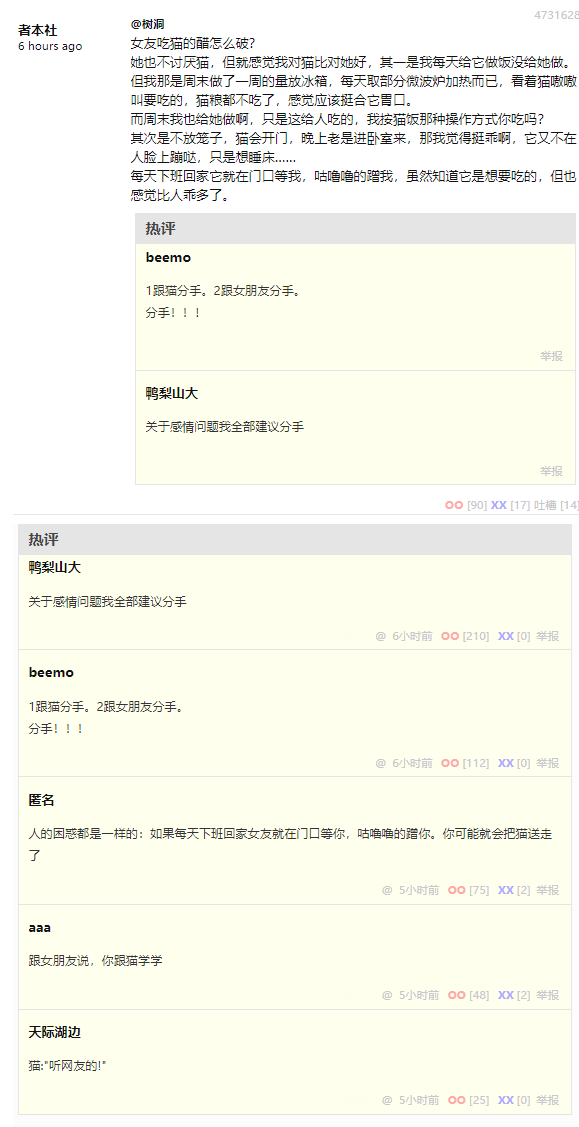 4731628
者本社
6 hours ago
@树洞
女友吃猫的醋怎么破?
她也不讨厌猫，但就感觉我对猫比对她好，其一是我每天给它做饭没给她做。
但我那是周末做了一周的量放冰箱，每天取部分微波炉加热而已，看着猫嗷嗷
叫要吃的，猫粮都不吃了，感觉应该挺合它胃口。
而周末我也给她做啊，只是这给人吃的，我按猫饭那种操作方式你吃吗？
其次是不放笼子，猫会开门，晚上老是进卧室来，那我觉得挺乖啊，它又不在
人脸上蹦哒，只是想睡床……
每天下班回家它就在门口等我，咕噜噜的蹭我，虽然知道它是想要吃的，但也
感觉比人乖多了。
热评
beemo
1跟猫分手。2跟女朋友分手。
分手！！！
举报
鸭梨山大
关于感情问题我全部建议分手
举报
OO [90] XX [17] 吐槽 [14]
热评
鸭梨山大
关于感情问题我全部建议分手
@ 6小时前 OO [210] XX [0] 举报
beemo
1跟猫分手。2跟女朋友分手。
分手！！！
@ 6小时前 OO [112] XX [0] 举报
匿名
人的困惑都是一样的：如果每天下班回家女友就在门口等你，咕噜噜的蹭你。你可能就会把猫送走
了
@ 5小时前 OO [75] XX [2] 举报
aaa
跟女朋友说，你跟猫学学
@ 5小时前 OO [48] XX [2] 举报
天际湖边
猫:"听网友的!"
@ 5小时前 OO [25] XX [0] 举报